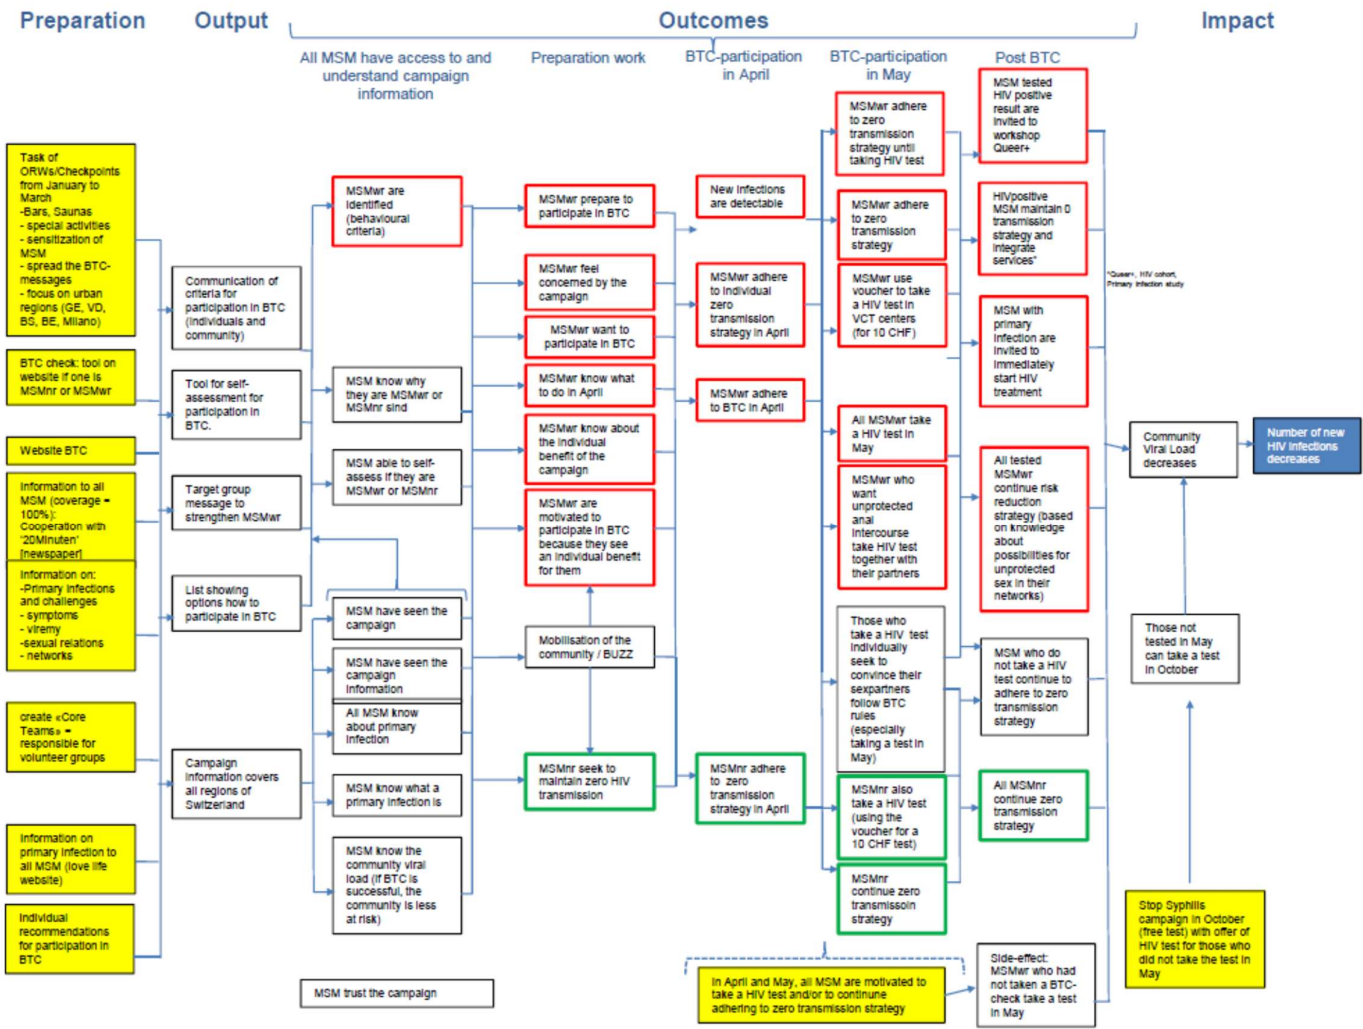 Preparation
Output
Outcomes
Impact
All MSM have access to and
understand campaign
information
Preparation work
BTC-participation
in April
BTC-participation
in May
Post BTC
Task of
ORWs/Checkpoints
from January to
March
-Bars, Saunas
- special activities
- sensitization of
MSM
- spread the BTC-
messages
- focus on urban
regions (GE, VD,
BS, BE, Milano)
BTC check: tool on
website if one is
MSMnr or MSMwr
Website BTC
Information to all
MSM (coverage =
100%):
Cooperation with
'20Minuten'
[newspaper]
Information on:
-Primary infections
and challenges
- symptoms
- viremy
-sexual relations
- networks
create «Core
Teams» =
responsible for
volunteer groups
Information on
primary infection to
all MSM (love life
website)
Individual
recommendations
for participation in
BTC
Communication of
criteria for
participation in BTC
(individuals and
community)
Tool for self-
assessment for
participation in
BTC.
Target group
message to
strengthen MSMwr
List showing
options how to
participate in BTC
Campaign
information covers
all regions of
Switzerland
MSMwr are
identified
(behavioural
criteria)
MSM know why
they are MSMwr or
MSMnr sind
MSM able to self-
assess if they are
MSMwr or MSMnr
MSM have seen the
campaign
MSM have seen the
campaign
information
All MSM know
about primary
infection
MSM know what a
primary infection is
MSM know the
community viral
load (if BTC is
successful, the
community is less
at risk)
MSM trust the campaign
MSMwr prepare to
participate in BTC
MSMwr feel
concerned by the
campaign
MSMwr want to
participate in BTC
MSMwr know what
to do in April
MSMwr know about
the individual
benefit of the
campaign
MSMwr are
motivated to
participate in BTC
because they see
an individual benefit
for them
Mobilisation of the
community / BUZZ
MSMnr seek to
maintain zero HIV
transmission
New infections
are detectable
MSMwr adhere
to individual
zero
transmission
strategy in April
MSMwr adhere
to BTC in April
MSMnr adhere
to zero
transmission
strategy in April
MSMwr adhere
to zero
transmission
strategy until
taking HIV test
MSMwr adhere
to zero
transmission
strategy
MSMwr use
voucher to take
a HIV test in
VCT centers
(for 10 CHF)
All MSMwr take
a HIV test in
May
MSMwr who
want
unprotected
anal
intercourse
take HIV test
together with
their partners
Those who
take a HIV test
individually
seek to
convince their
sexpartners
follow BTC
rules
(especially
taking a test in
May)
MSMnr also
take a HIV test
(using the
voucher for a
10 CHF test)
MSMnr
continue zero
transmissoin
strategy
In April and May, all MSM are motivated to
take a HIV test and/or to continune
adhering to zero transmission strategy
MSM tested
HIV positive
result are
invited to
workshop
Queer+
HIVpositive
MSM maintain 0
transmission
strategy and
integrate
services*
*Queer+, HIV cohort,
Primary infection study
MSM with
primary
infection are
invited to
immediately
start HIV
treatment
All tested
MSMwr
continue risk
reduction
strategy (based
on knowledge
about
possibilities for
unprotected
sex in their
networks)
MSM who do
not take a HIV
test continue to
adhere to zero
transmission
strategy
All MSMnr
continue zero
transmission
strategy
Side-effect:
MSMwr who had
not taken a BTC-
check take a test
in May
Community
Viral Load
decreases
Number of new
HIV infections
decreases
Those not
tested in May
can take a test
in October
Stop Syphilis
campaign in October
(free test) with offer of
HIV test for those who
did not take the test in
May